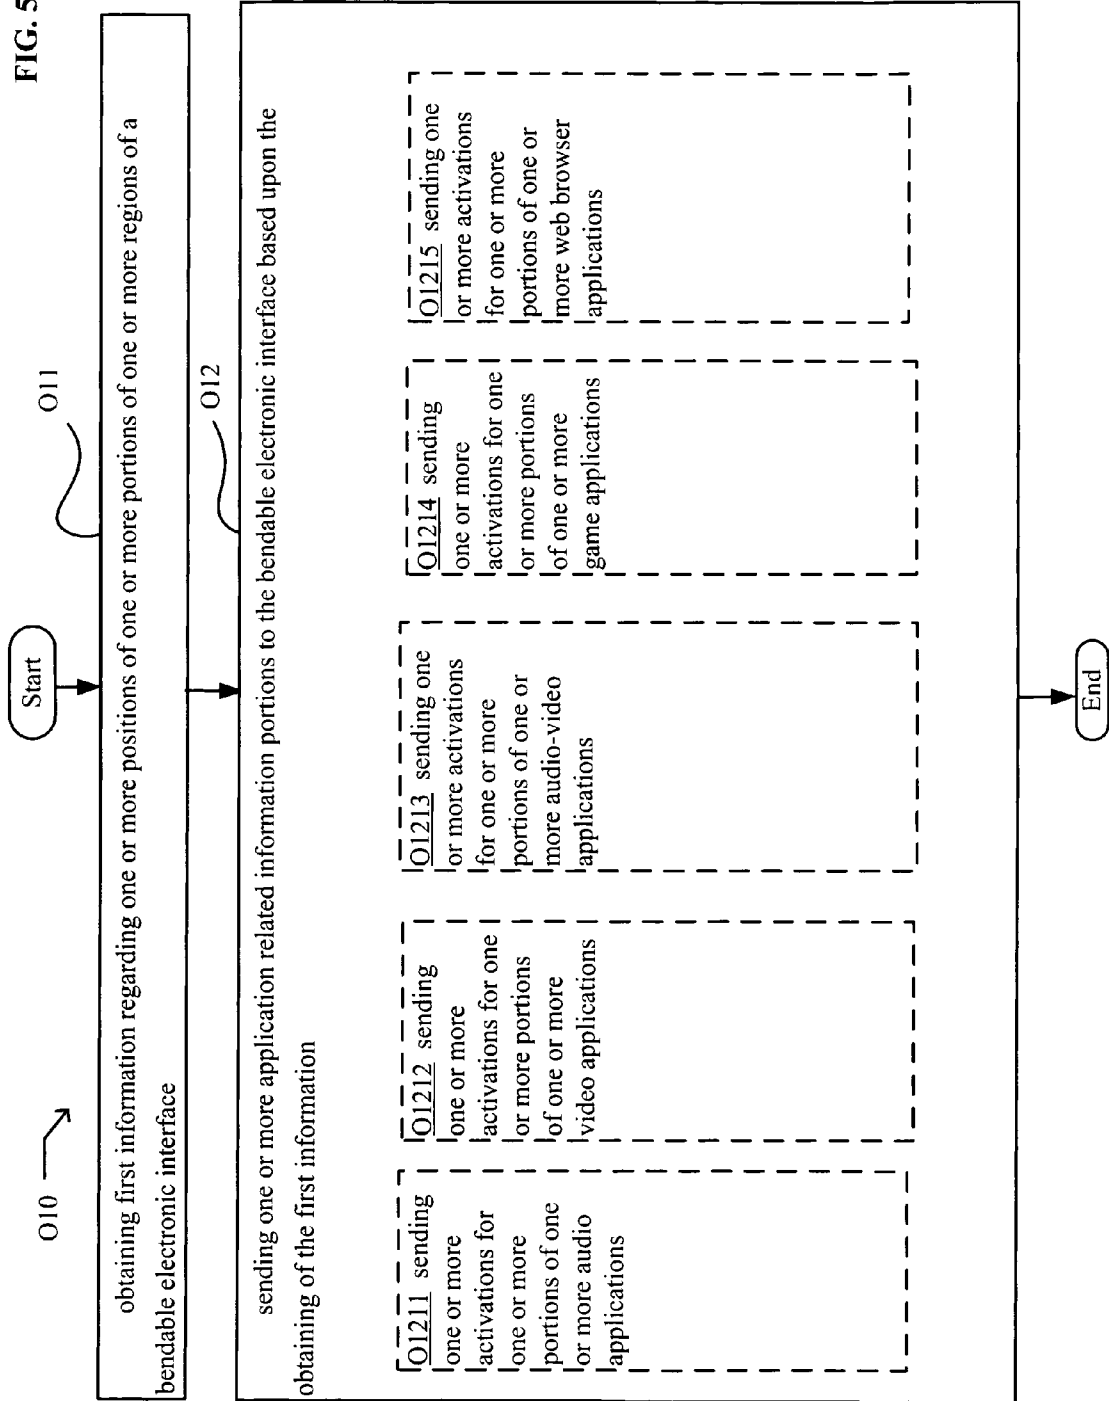 FIG. 5
O10
Start
O11
obtaining first information regarding one or more positions of one or more portions of one or more regions of a
bendable electronic interface
O12
sending one or more application related information portions to the bendable electronic interface based upon the
obtaining of the first information
O1211 sending
one or more
activations for
one or more
portions of one
or more audio
applications
O1212 sending
one or more
activations for one
or more portions
of one or more
video applications
O1213 sending one
or more activations
for one or more
portions of one or
more audio-video
applications
O1214 sending
one or more
activations for one
or more portions
of one or more
game applications
O1215 sending one
or more activations
for one or more
portions of one or
more web browser
applications
End